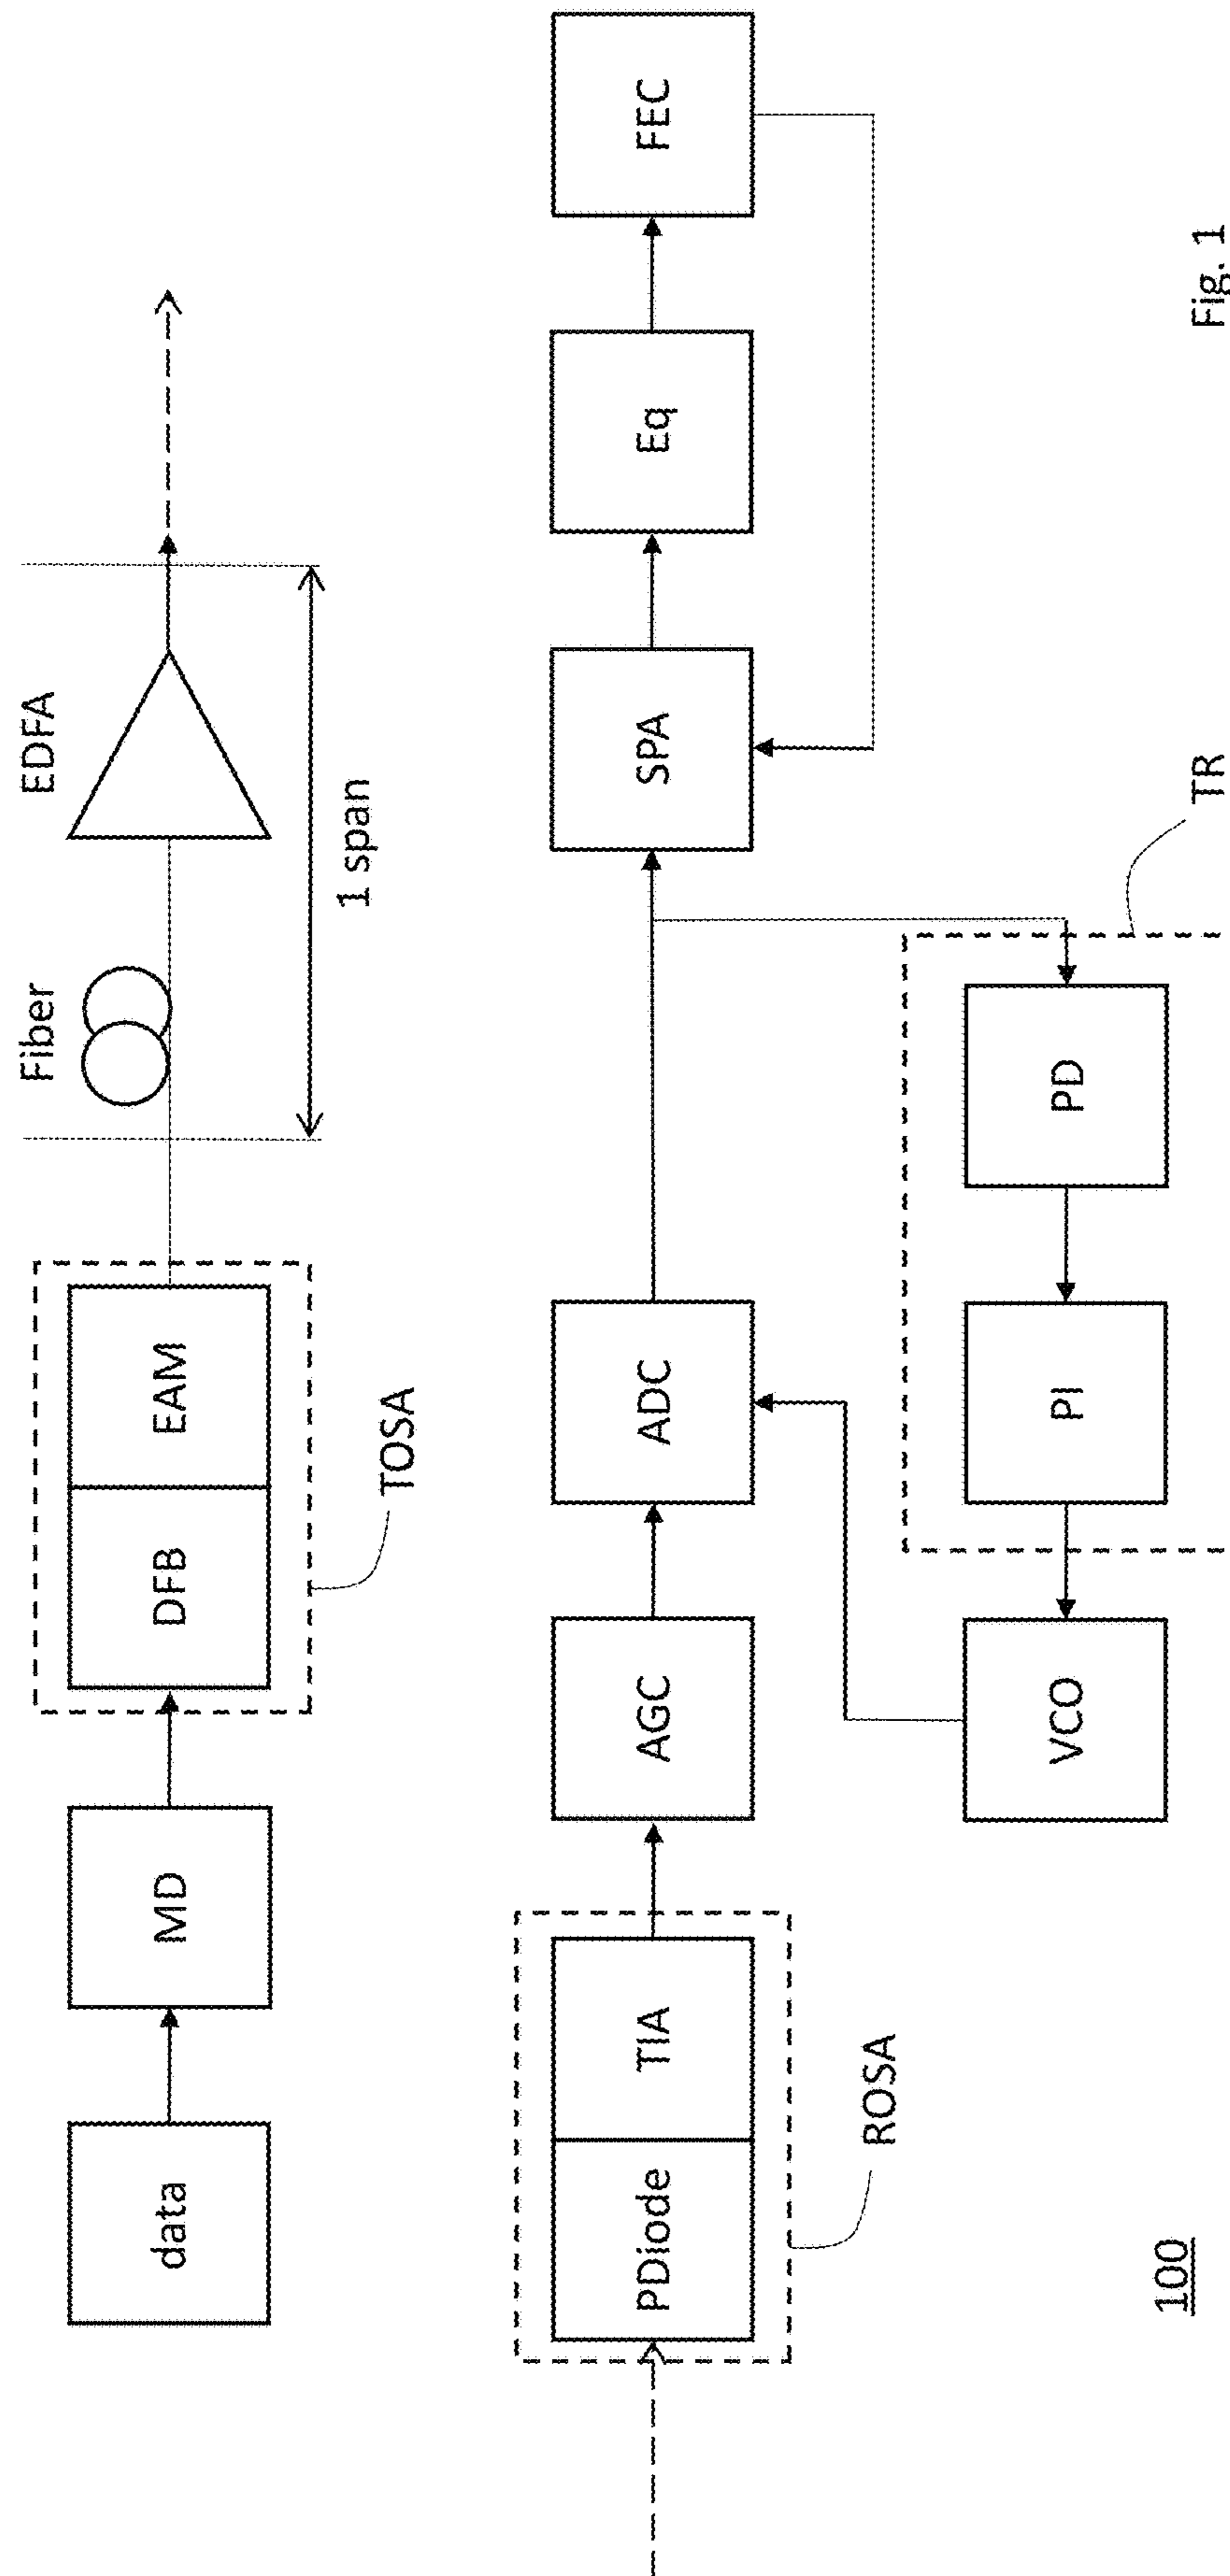 Fiber
EDFA
data
MD
DFB
EAM
1 span
TOSA
PDiode
TIA
AGC
ADC
SPA
Eq
FEC
ROSA
VCO
PI
PD
TR
100
Fig. 1